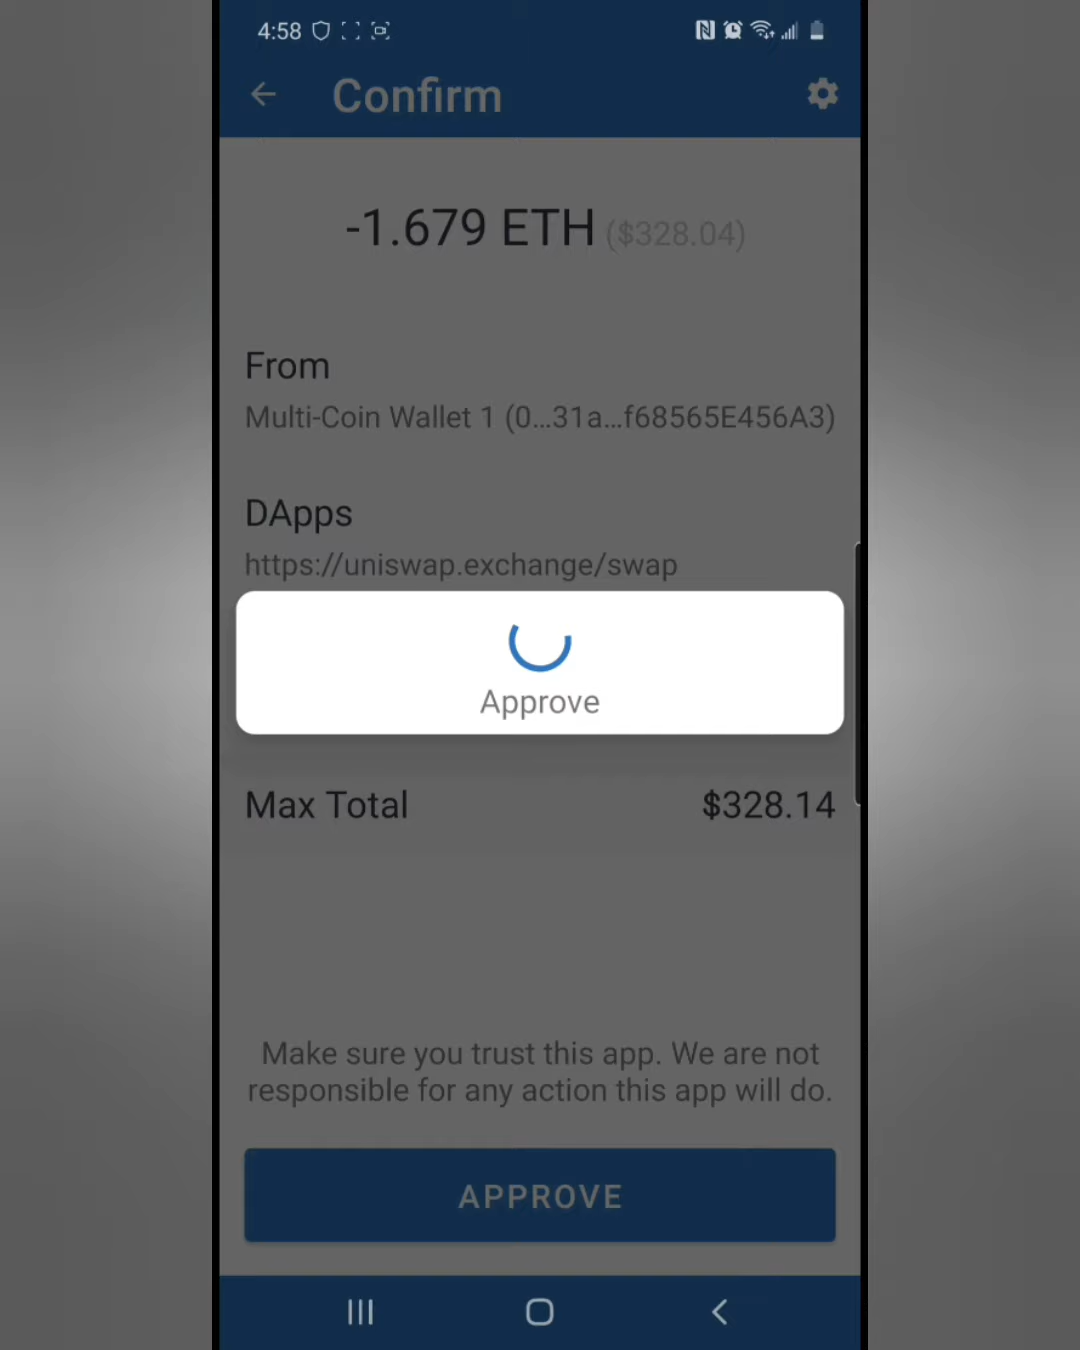 4:58
Confirm
-1.679 ETH ($328.04)
From
Multi-Coin Wallet 1 (0...31a...f68565E456A3)
DApps
https://uniswap.exchange/swap
Approve
Max Total $328.14
Make sure you trust this app. We are not
responsible for any action this app will do.
APPROVE